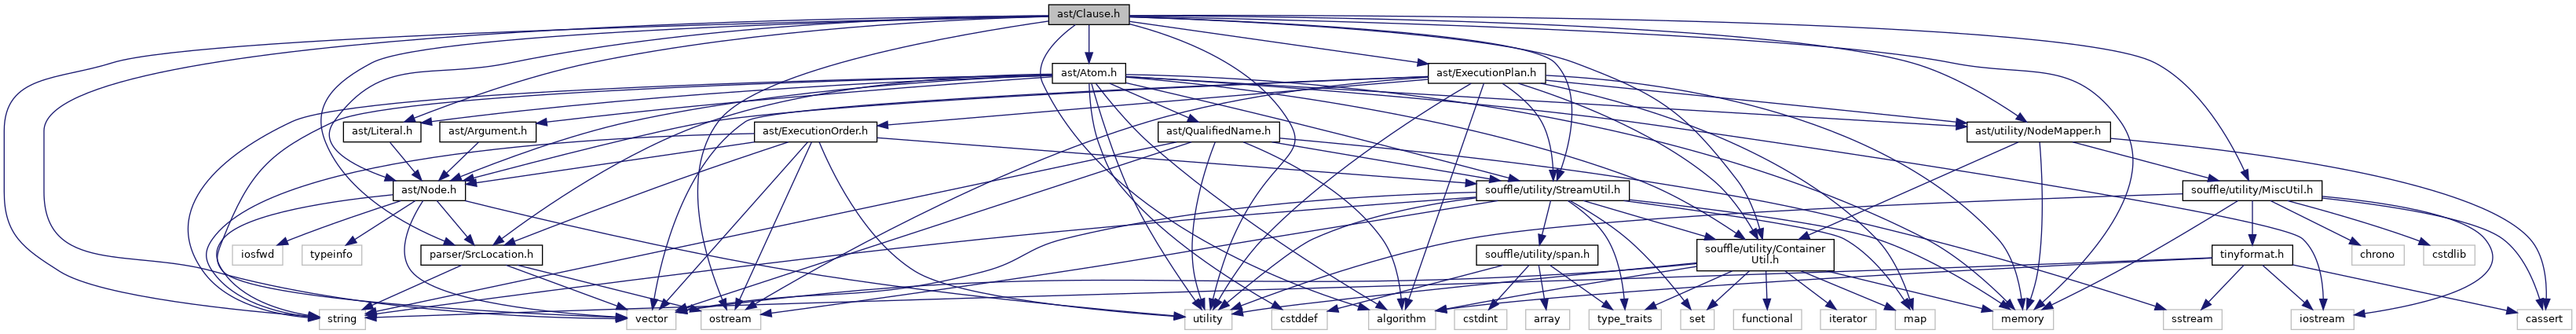 ast/Clause.h
ast/Atom.h
ast/ExecutionPlan.h
ast/Literal.h
ast/Argument.h
ast/ExecutionOrder.h
ast/QualifiedName.h
ast/utility/NodeMapper.h
ast/Node.h
souffle/utility/StreamUtil.h
souffle/utility/MiscUtil.h
iosfwd
typeinfo
parser/SrcLocation.h
souffle/utility/span.h
souffle/utility/Container
Util.h
tinyformat.h
chrono
cstdlib
string
vector
ostream
utility
cstddef
algorithm
cstdint
array
type_traits
set
functional
iterator
map
memory
sstream
iostream
cassert